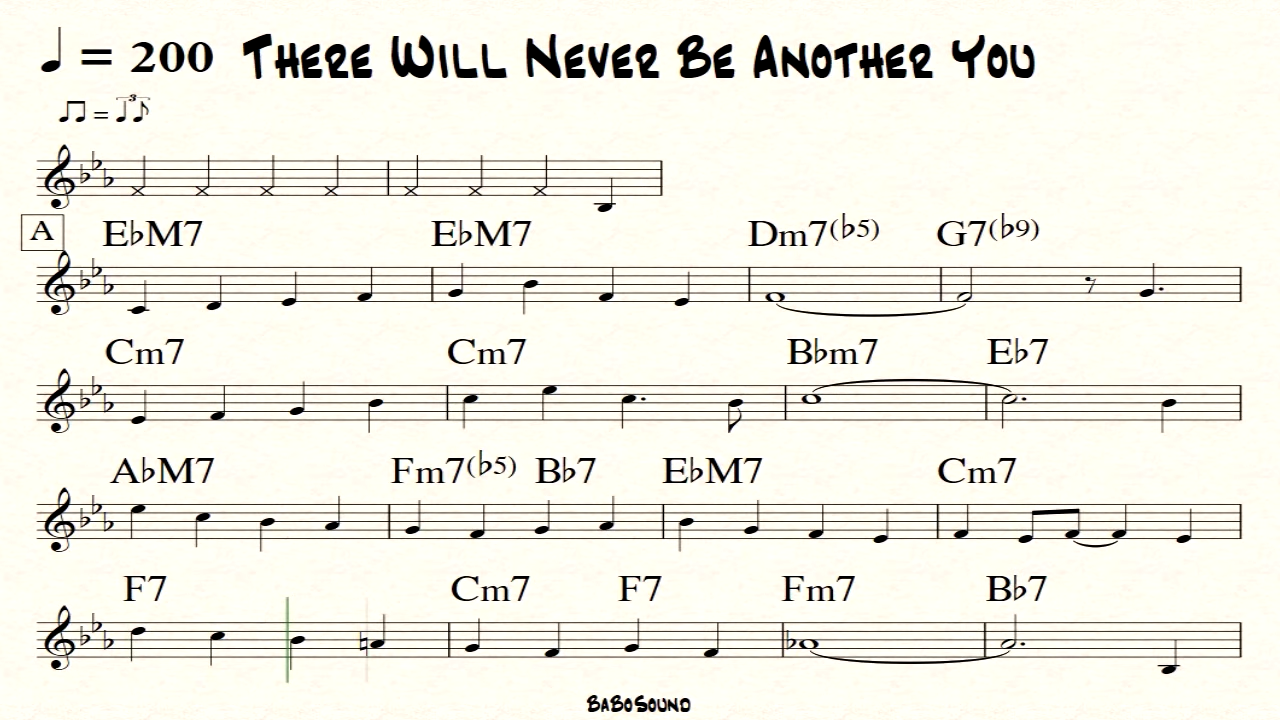 ♩ = 200 THERE WILL NEVER BE ANOTHER YOU
♫ = 3 ♩♪
A E♭M7 E♭M7 Dm7(♭5) G7(♭9)
Cm7 Cm7 B♭m7 E♭7
A♭M7 Fm7(♭5) B♭7 E♭M7 Cm7
F7 Cm7 F7 Fm7 B♭7
BABOSOUND